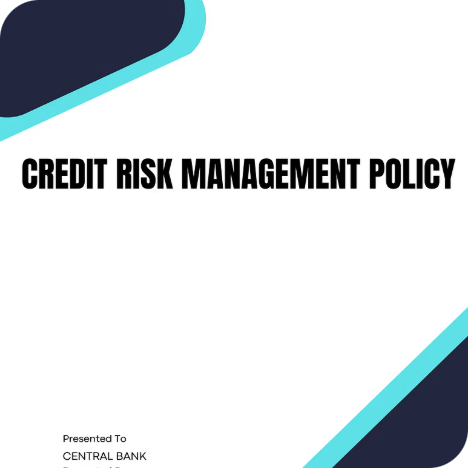 CREDIT RISK MANAGEMENT POLICY
Presented To
CENTRAL BANK